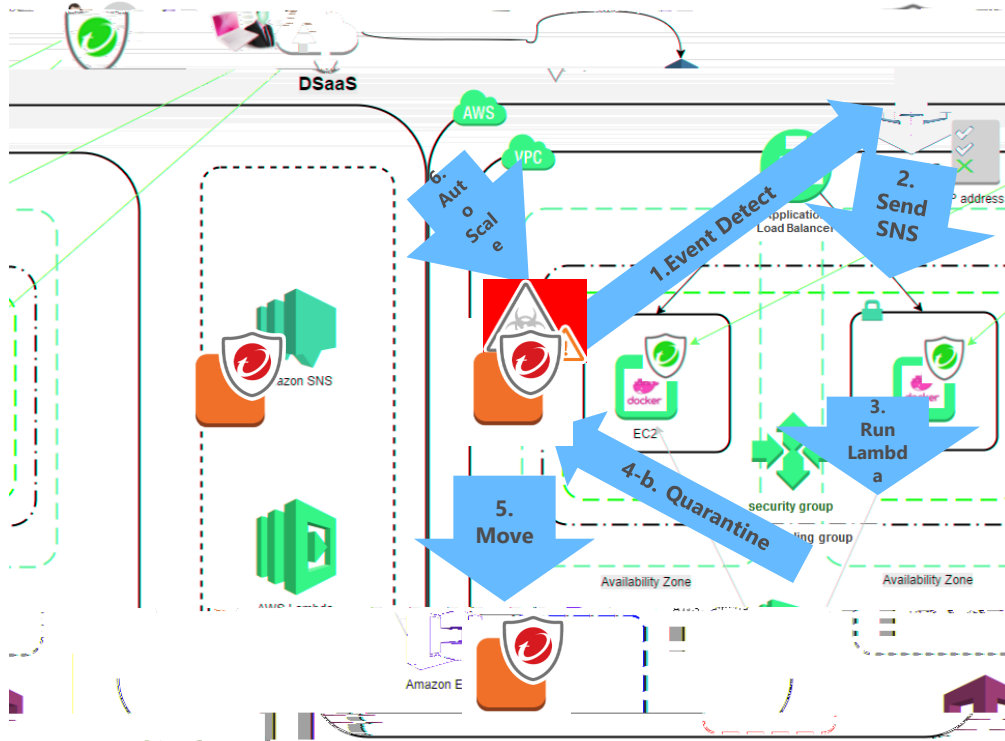 DSaaS
AWS
VPC
6.
Aut
o
Scal
e
1.Event Detect
2.
Send
SNS
P address
Application
Load Balancer
azon SNS
docker
EC2
docker
3.
Run
Lambd
a
4-b. Quarantine
security group
ling group
5.
Move
Availability Zone
Availability Zone
AWS Lambda
Amazon E